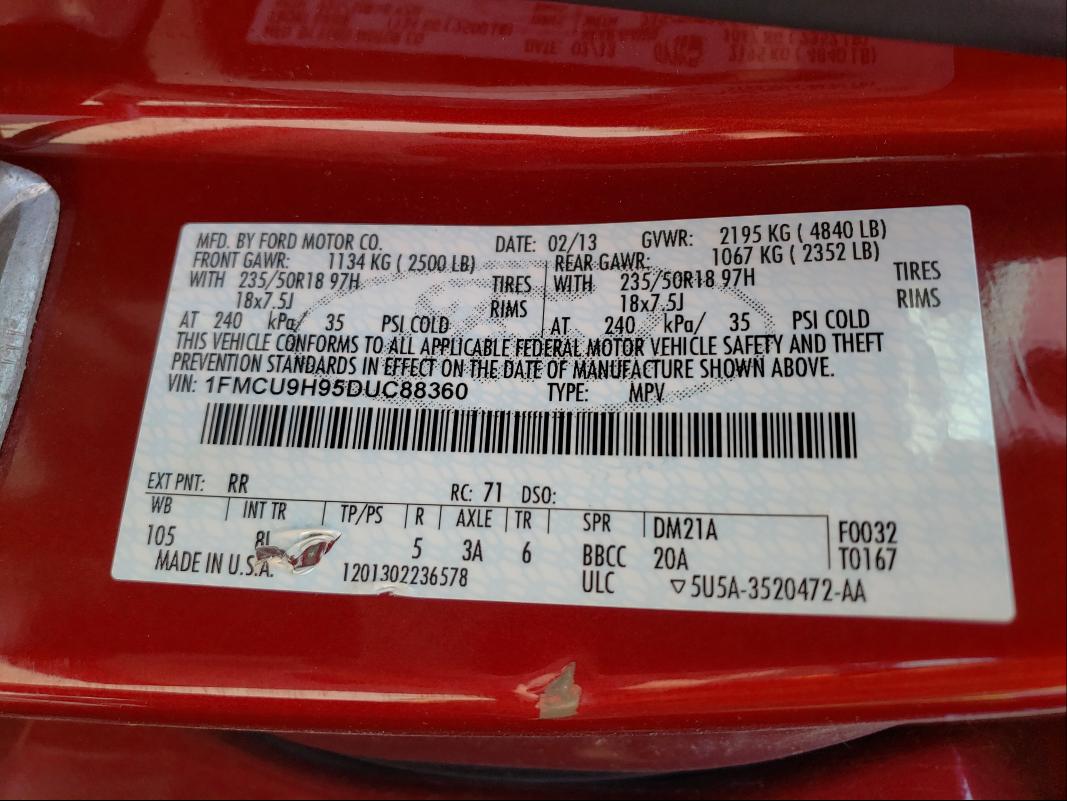 MFD. BY FORD MOTOR CO. DATE: 02/13 GVWR: 2195 KG ( 4840 LB)
FRONT GAWR: 1134 KG ( 2500 LB) REAR GAWR: 1067 KG ( 2352 LB)
WITH 235/50R18 97H TIRES WITH 235/50R18 97H TIRES
18x7.5J RIMS 18x7.5J RIMS
AT 240 kPa/ 35 PSI COLD AT 240 kPa/ 35 PSI COLD
THIS VEHICLE CONFORMS TO ALL APPLICABLE FEDERAL MOTOR VEHICLE SAFETY AND THEFT
PREVENTION STANDARDS IN EFFECT ON THE DATE OF MANUFACTURE SHOWN ABOVE.
VIN: 1FMCU9H95DUC88360 TYPE: MPV
EXT PNT: RR RC: 71 DSO:
WB INT TR TP/PS R AXLE TR SPR DM21A F0032
105 5 3A 6 BBCC 20A T0167
MADE IN U.S.A. 1201302236578 ULC 5U5A-3520472-AA